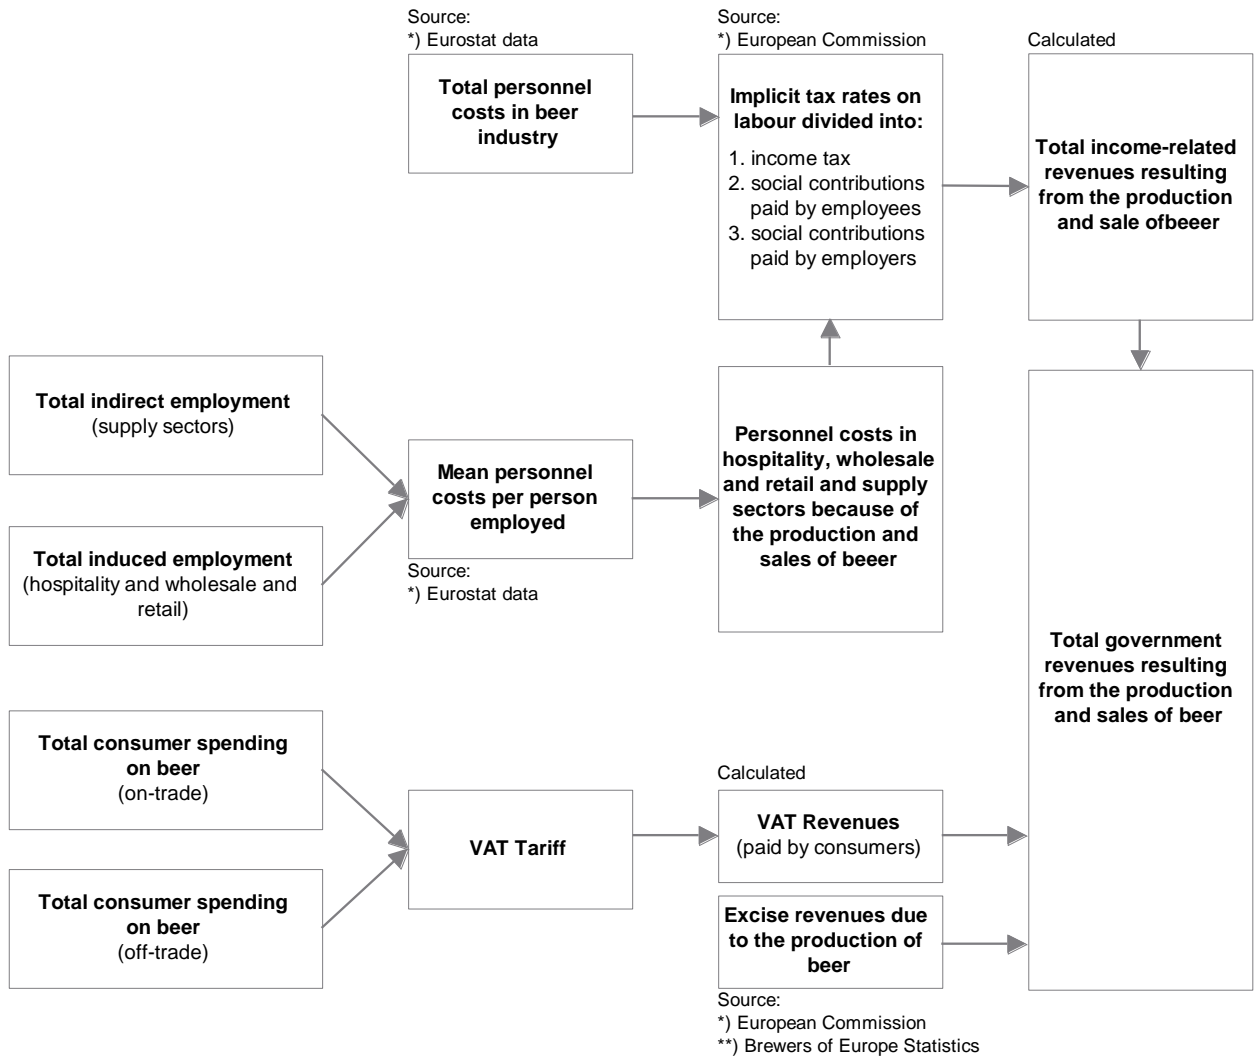 Source:
*) Eurostat data
Total personnel
costs in beer
industry
Source:
*) European Commission
Implicit tax rates on
labour divided into:
1. income tax
2. social contributions
paid by employees
3. social contributions
paid by employers
Calculated
Total income-related
revenues resulting
from the production
and sale ofbeeer
Total indirect employment
(supply sectors)
Total induced employment
(hospitality and wholesale and
retail)
Mean personnel
costs per person
employed
Source:
*) Eurostat data
Personnel costs in
hospitality, wholesale
and retail and supply
sectors because of
the production and
sales of beeer
Total government
revenues resulting
from the production
and sales of beer
Total consumer spending
on beer
(on-trade)
Total consumer spending
on beer
(off-trade)
VAT Tariff
Calculated
VAT Revenues
(paid by consumers)
Excise revenues due
to the production of
beer
Source:
*) European Commission
**) Brewers of Europe Statistics